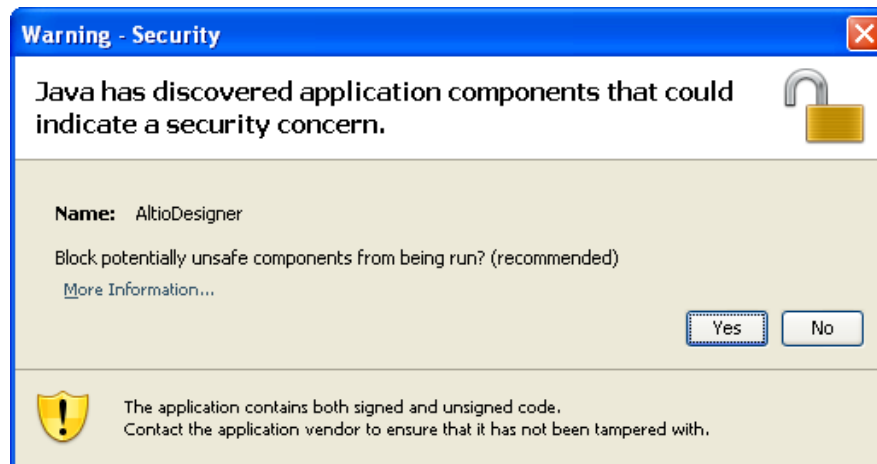 Warning - Security
Java has discovered application components that could
indicate a security concern.
Name: AltioDesigner
Block potentially unsafe components from being run? (recommended)
More Information...
Yes No
The application contains both signed and unsigned code.
Contact the application vendor to ensure that it has not been tampered with.